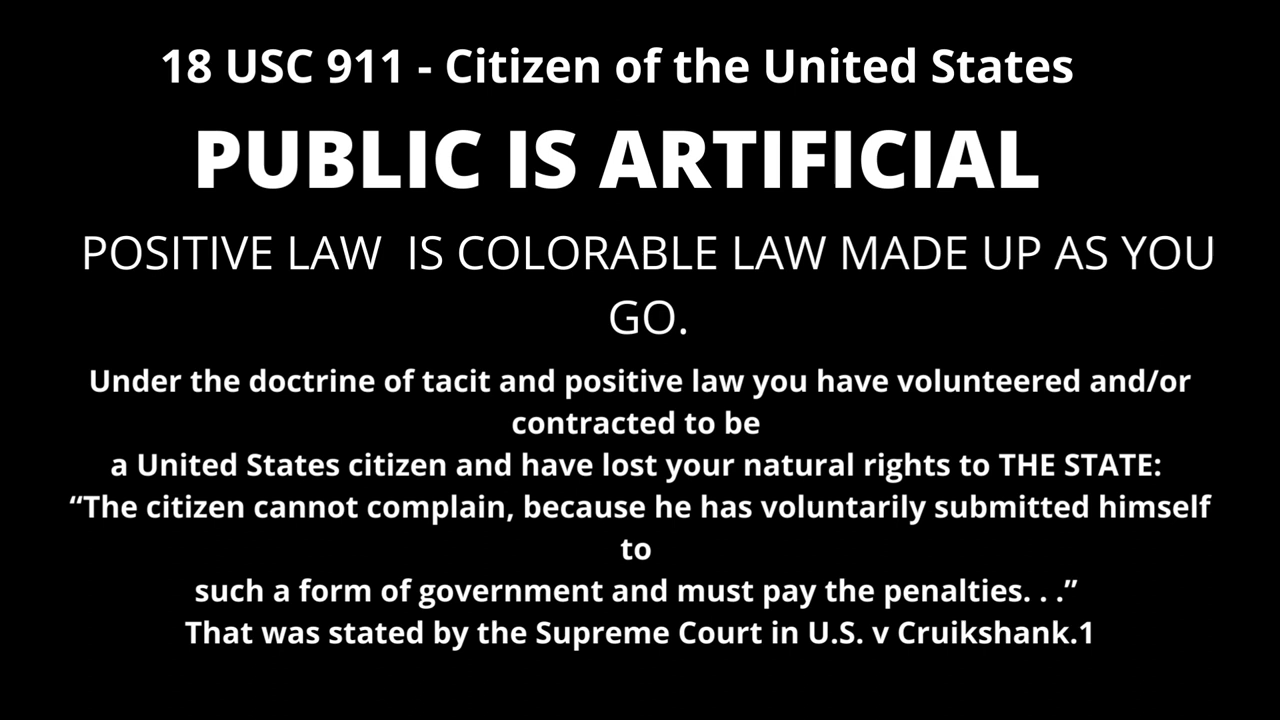 18 USC 911 - Citizen of the United States
PUBLIC IS ARTIFICIAL
POSITIVE LAW  IS COLORABLE LAW MADE UP AS YOU
GO.
Under the doctrine of tacit and positive law you have volunteered and/or
contracted to be
a United States citizen and have lost your natural rights to THE STATE:
“The citizen cannot complain, because he has voluntarily submitted himself
to
such a form of government and must pay the penalties. . .”
That was stated by the Supreme Court in U.S. v Cruikshank.1